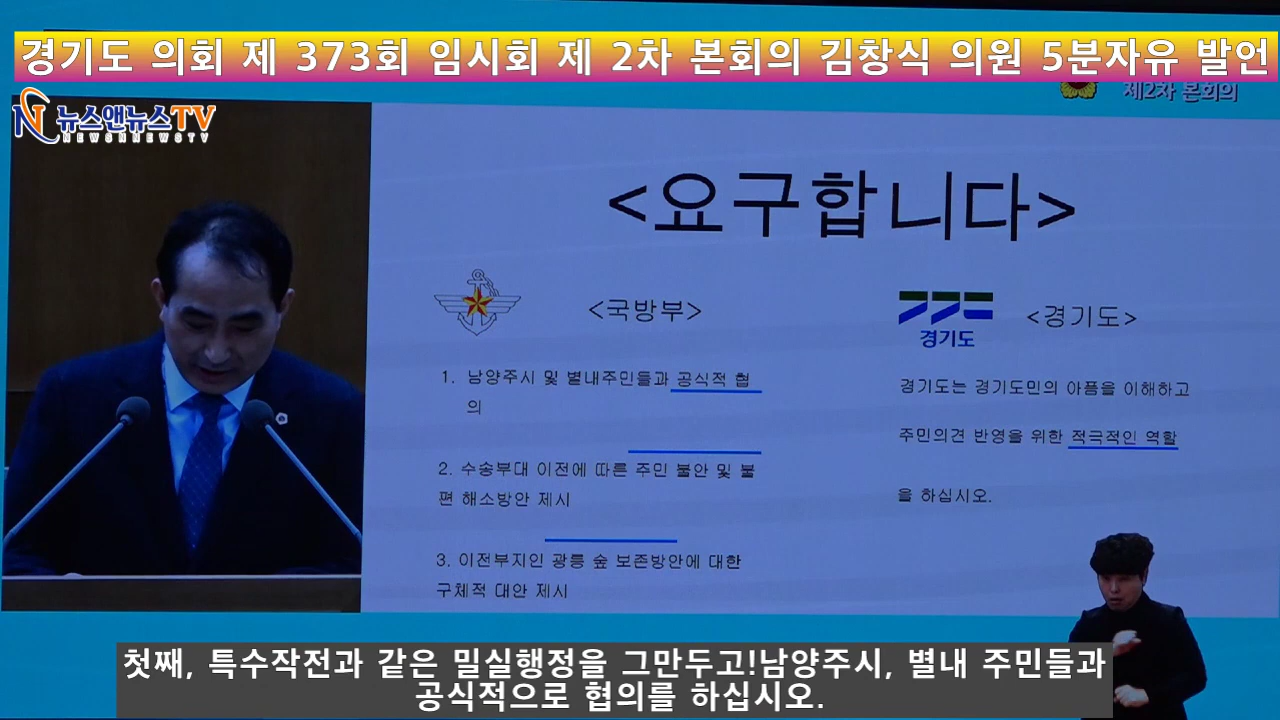 경기도 의회 제 373회 임시회 제 2차 본회의 김창식 의원 5분자유 발언
제2차 본회의
뉴스앤뉴스TV
NEWSNNEWSTV
<요구합니다>
<국방부>
1. 남양주시 및 별내주민들과 공식적 협
의
2. 수송부대 이전에 따른 주민 불안 및 불
편 해소방안 제시
3. 이전부지인 광릉 숲 보존방안에 대한
구체적 대안 제시
경기도
<경기도>
경기도는 경기도민의 아픔을 이해하고
주민의견 반영을 위한 적극적인 역할
을 하십시오.
첫째, 특수작전과 같은 밀실행정을 그만두고!남양주시, 별내 주민들과
공식적으로 협의를 하십시오.